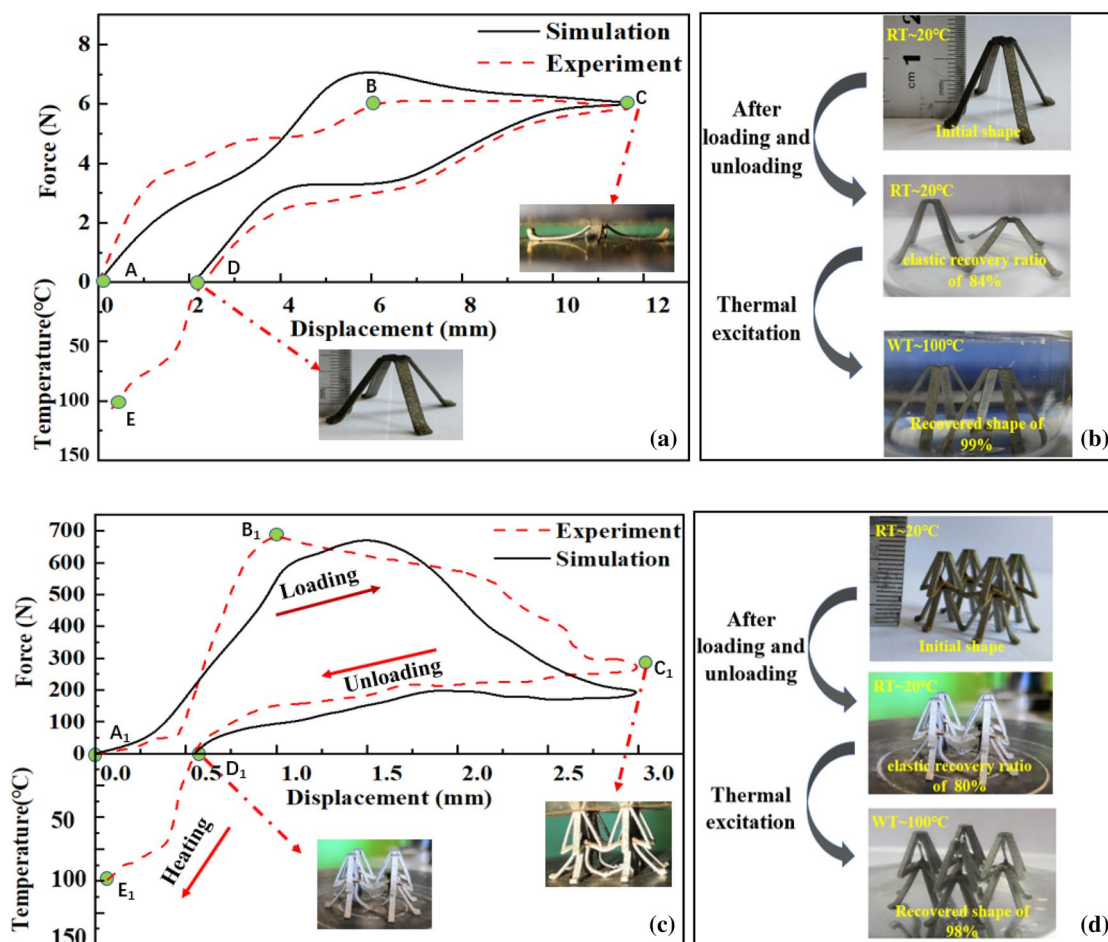 8
6
4
2
0
50
100
150
Force (N)
Temperature(°C)
Simulation
Experiment
A
B
C
D
E
0 2 4 6 8 10 12
Displacement (mm)
(a)
RT~20°C
cm
1
2
mm
Initial shape
After
loading and
unloading
RT~20°C
elastic recovery ratio
of 84%
Thermal
excitation
WT~100°C
Recovered shape of
99%
(b)
700
600
500
400
300
200
100
0
50
100
150
Force (N)
Temperature(°C)
Experiment
Simulation
Loading
Unloading
Heating
A1
B1
C1
D1
E1
0.0 0.5 1.0 1.5 2.0 2.5 3.0
Displacement (mm)
(c)
RT~20°C
Initial shape
After
loading and
unloading
RT~20°C
elastic recovery ratio
of 80%
Thermal
excitation
WT~100°C
Recovered shape of
98%
(d)